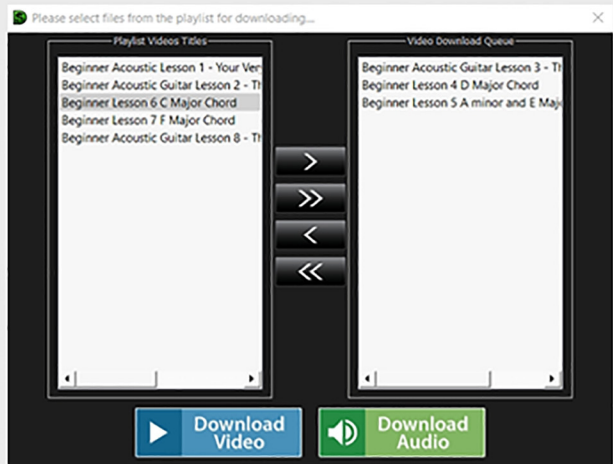 Please select files from the playlist for downloading....
Playlist Videos Titles
Beginner Acoustic Lesson 1 - Your Ver
Beginner Acoustic Guitar Lesson 2 - Th
Beginner Lesson 6 C Major Chord
Beginner Lesson 7 F Major Chord
Beginner Acoustic Guitar Lesson 8 - Th
Video Download Queue
Beginner Acoustic Guitar Lesson 3 - Th
Beginner Lesson 4 D Major Chord
Beginner Lesson 5 A minor and E Maj
>
>>
<
<<
Download
Video
Download
Audio